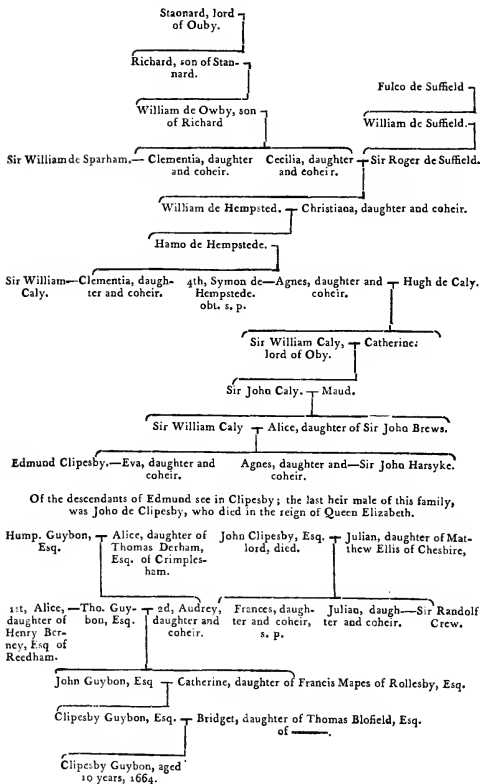 Staonard, lord
of Ouby.
Richard, son of Stan-
nard.
Fulco de Suffield
William de Owby, son
of Richard
William de Suffield.
Sir William de Sparham.— Clementia, daughter
and coheir.
Cecilia, daughter
and coheir.
Sir Roger de Suffield.
William de Hempsted.
Christiana, daughter and coheir.
Hamo de Hempstede.
Sir William
Caly.
Clementia, daugh-
ter and coheir.
4th, Symon de
Hempstede.
obt. s. p.
Agnes, daughter and
coheir.
Hugh de Caly.
Sir William Caly,
lord of Oby.
Catherine:
Sir John Caly.
Maud.
Sir William Caly
Alice, daughter of Sir John Brews.
Edmund Clipesby.—Eva, daughter and
coheir.
Agnes, daughter and—Sir John Harsyke.
coheir.
Of the descendants of Edmund see in Clipesby; the last heir male of this family,
was Joho de Clipesby, who died in the reign of Queen Elizabeth.
Hump. Guybon,
Esq.
Alice, daughter of
Thomas Derham,
Esq. of Crimples-
ham.
John Clipesby, Esq.
lord, died.
Julian, daughter of Mat-
thew Ellis of Cheshire,
1st, Alice,
daughter of
Henry Ber-
ney, Esq of
Reedham.
Tho. Guy-
bon, Esq.
2d, Audrey,
daughter and
coheir.
Frances, daugh-
ter and coheir,
s. p.
Julian, daugh-
ter and coheir.
Sir Randolf
Crew.
John Guybon, Esq
Catherine, daughter of Francis Mapes of Rollesby, Esq.
Clipesby Guybon, Esq.
Bridget, daughter of Thomas Blofield, Esq.
of ———.
Clipesby Guybon, aged
10 years, 1664.